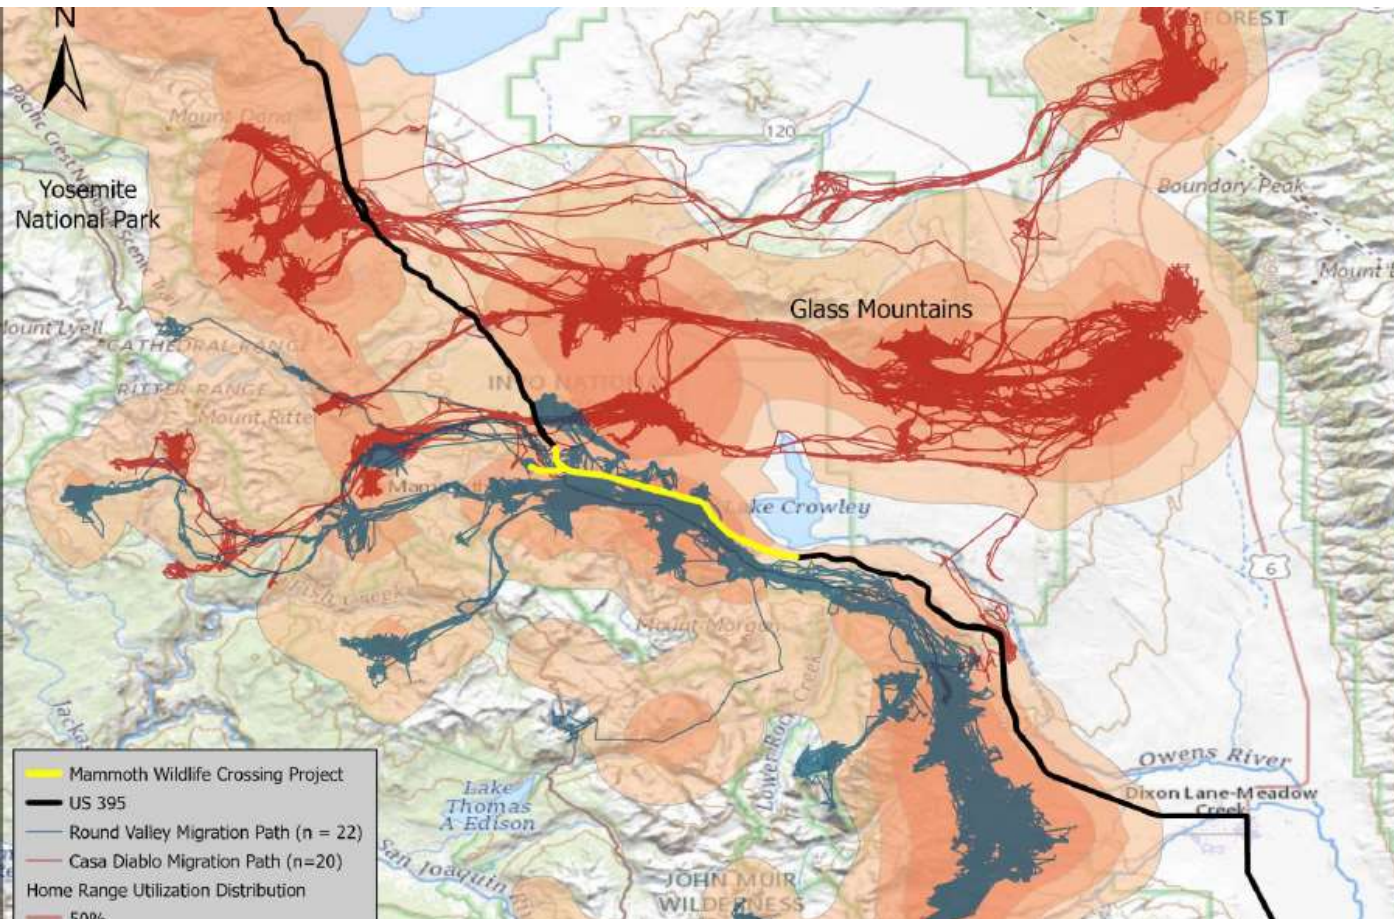 N
FOREST
Mount Dana
120
Pacific Crest National Scenic Trail
Yosemite
National Park
Boundary Peak
Mount
Glass Mountains
Mount Lyell
CATHEDRAL RANGE
RITTER RANGE
INYO NATIONAL
Mount Ritter
Mammoth
Lake Crowley
6
Fish Creek
Mount Morgan
Creek
Lower Rock
Owens River
Dixon Lane-Meadow
Creek
Lake
Thomas
A Edison
San Joaquin
JOHN MUIR
WILDERNESS
Mammoth Wildlife Crossing Project
US 395
Round Valley Migration Path (n = 22)
Casa Diablo Migration Path (n=20)
Home Range Utilization Distribution
50%